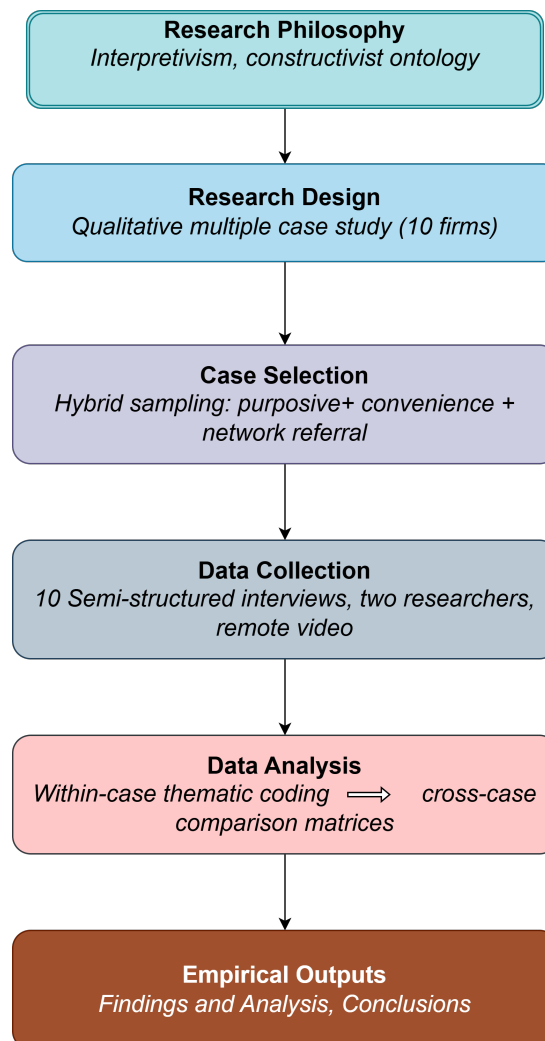 Research Philosophy
Interpretivism, constructivist ontology
Research Design
Qualitative multiple case study (10 firms)
Case Selection
Hybrid sampling: purposive+ convenience +
network referral
Data Collection
10 Semi-structured interviews, two researchers,
remote video
Data Analysis
Within-case thematic coding cross-case
comparison matrices
Empirical Outputs
Findings and Analysis, Conclusions